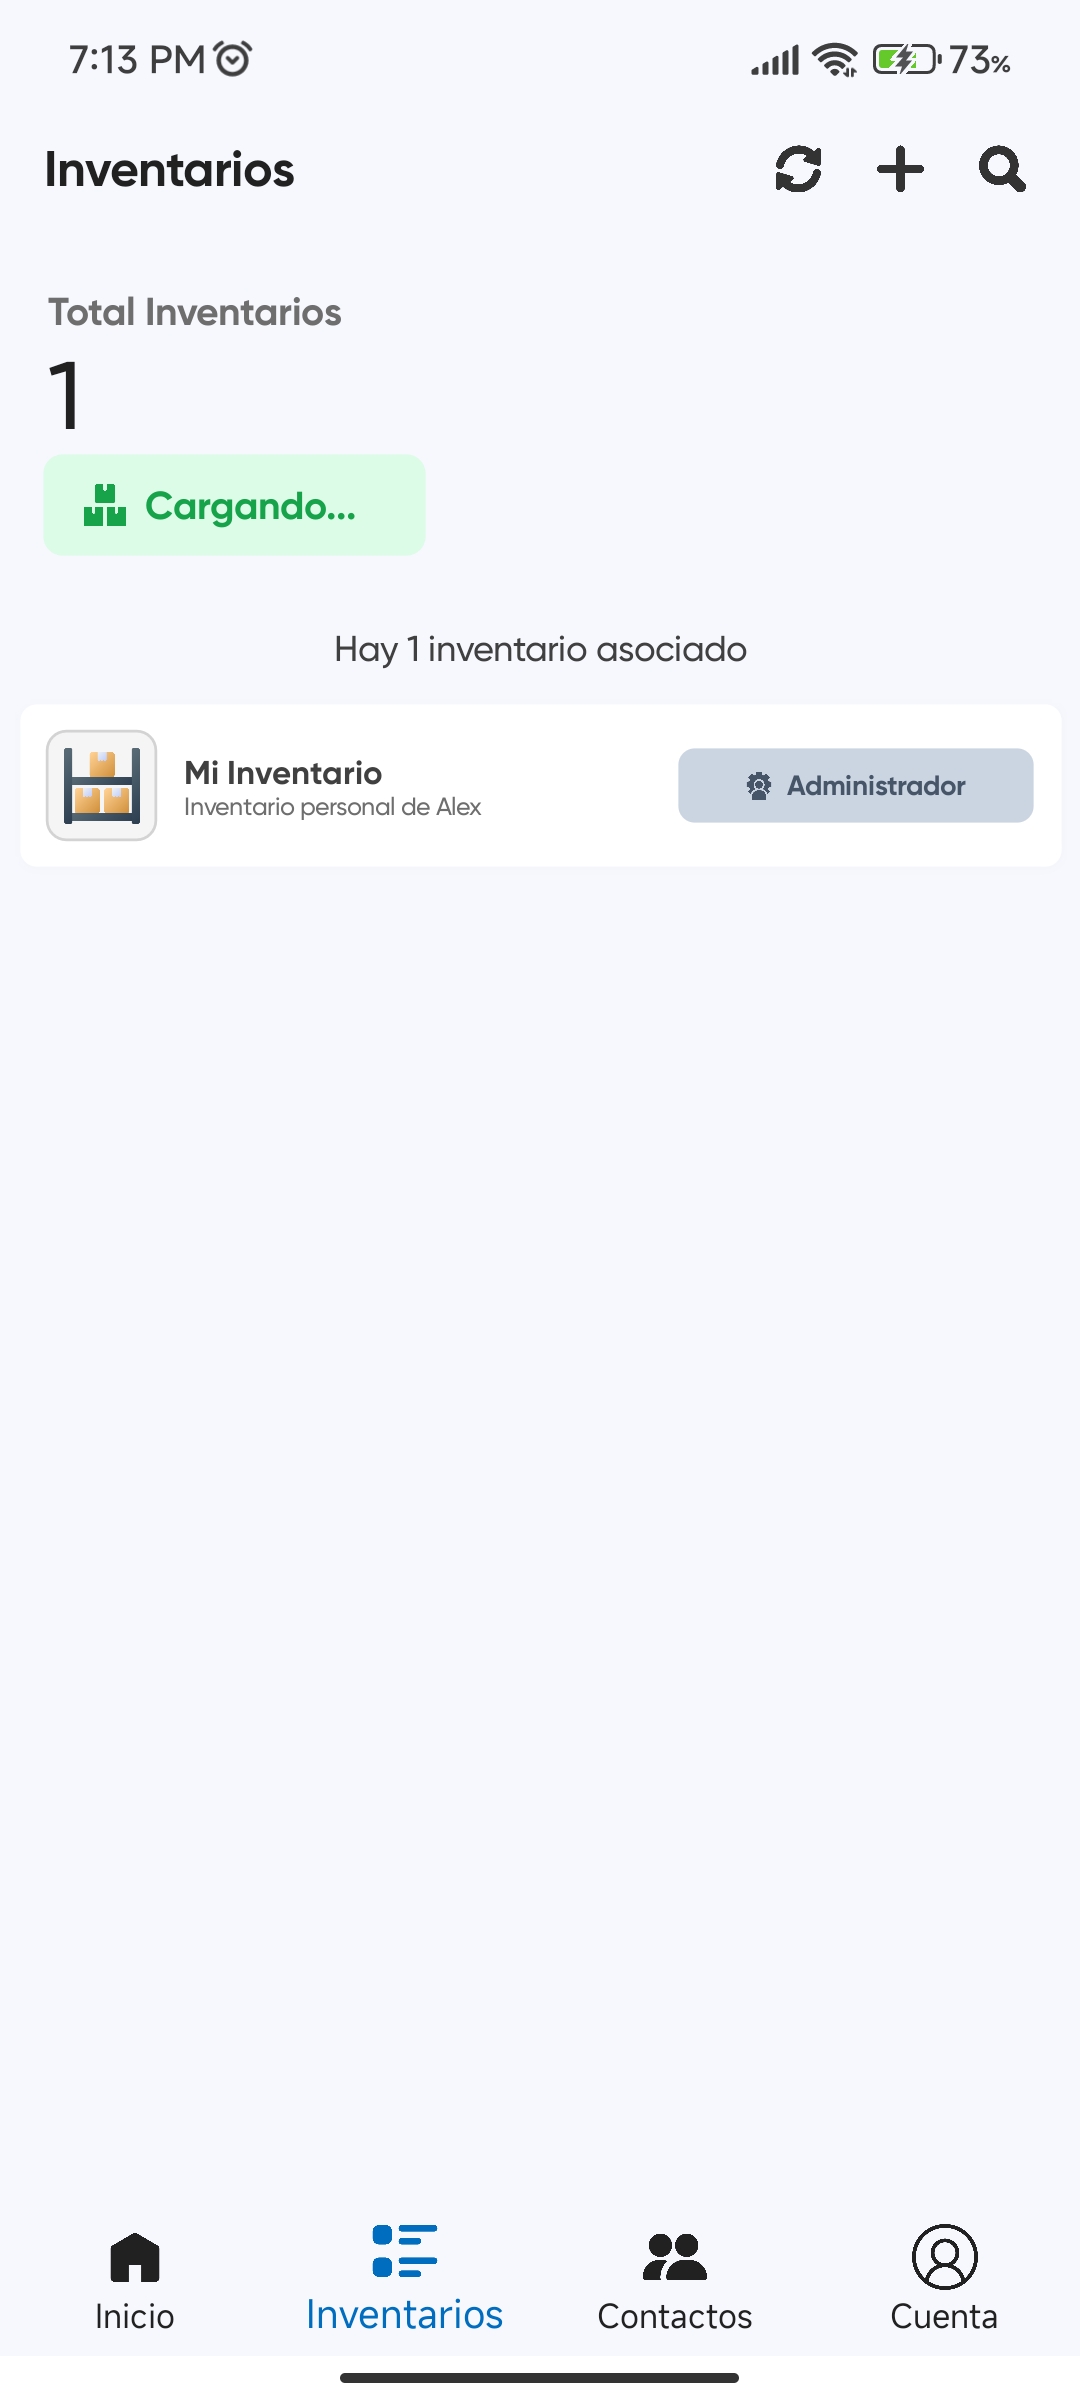 7:13 PM
73%
Inventarios
Total Inventarios
1
Cargando...
Hay 1 inventario asociado
Mi Inventario
Inventario personal de Alex
Administrador
Inicio
Inventarios
Contactos
Cuenta